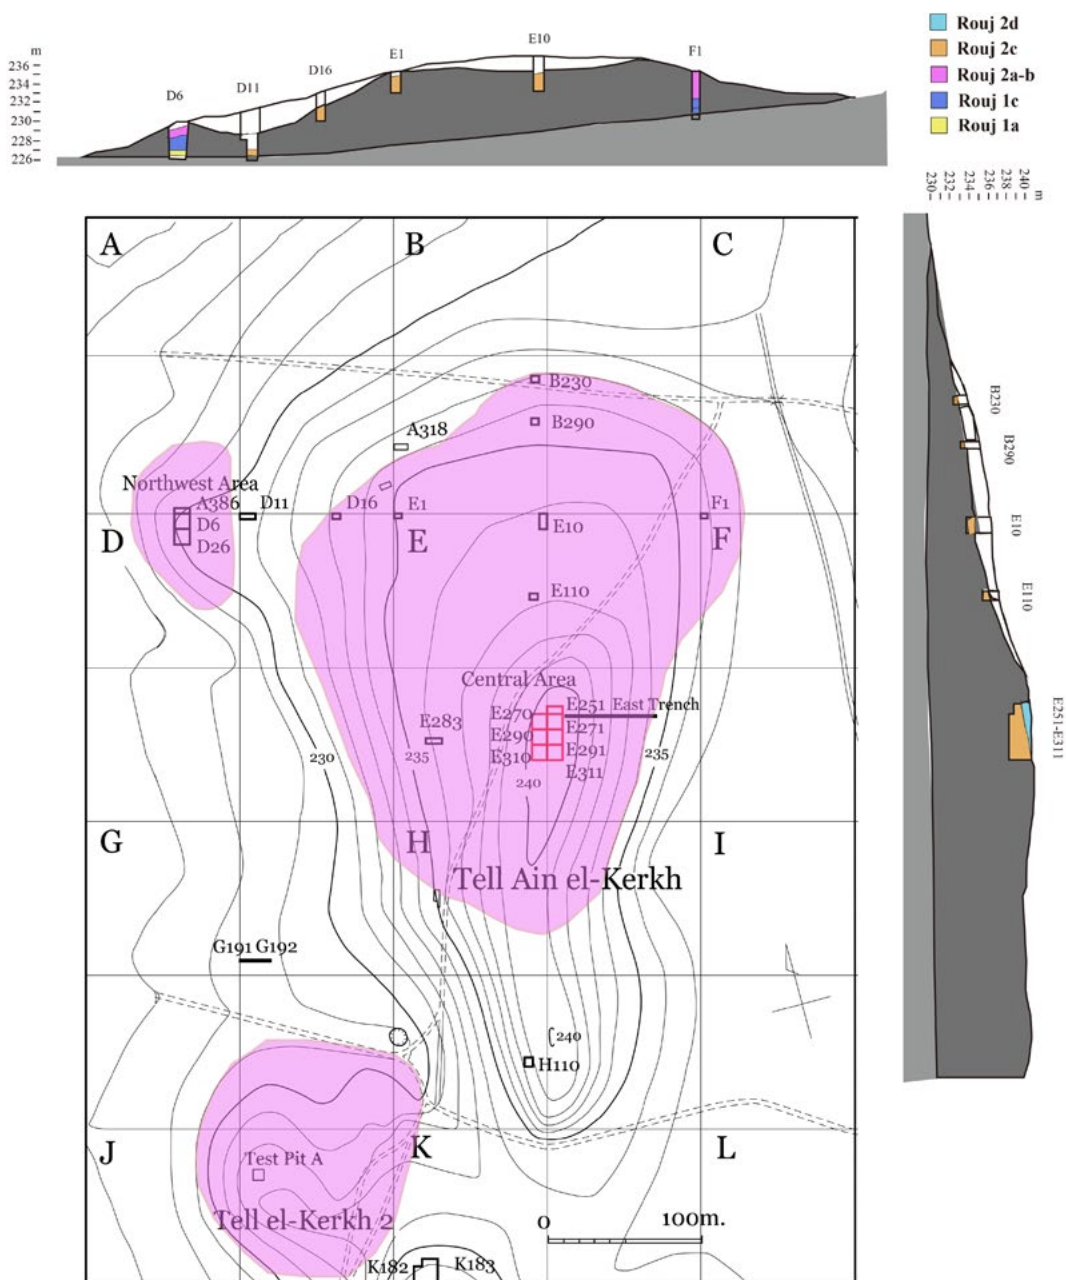 Rouj 2d
Rouj 2c
Rouj 2a-b
Rouj 1c
Rouj 1a
m
236
234
232
230
228
226
D6
D11
D16
E1
E10
F1
230
232
234
236
238
240
m
B230
B290
E10
E110
E251-E311
A
B
C
B230
B290
A318
Northwest Area
A386
D11
D16
E1
F1
D
D6
E
E10
F
D26
E110
Central Area
E251 East Trench
E270
E271
E283
E290
E291
235
E310
E311
230
235
240
G
H
I
Tell Ain el-Kerkh
G191 G192
240
H110
J
K
L
Test Pit A
Tell el-Kerkh 2
0
100m.
K182
K183